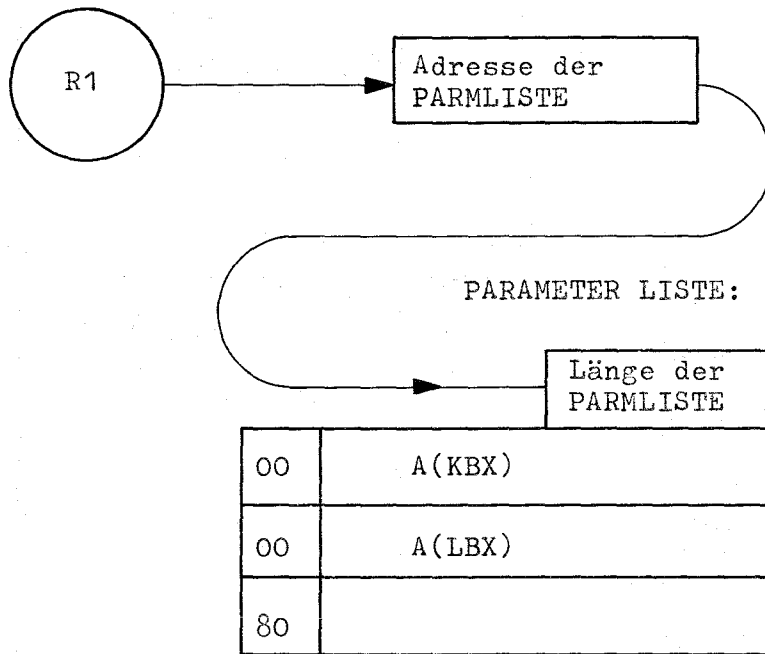 R1
Adresse der
PARMLISTE
PARAMETER LISTE:
Länge der
PARMLISTE
00 A(KBX)
00 A(LBX)
80